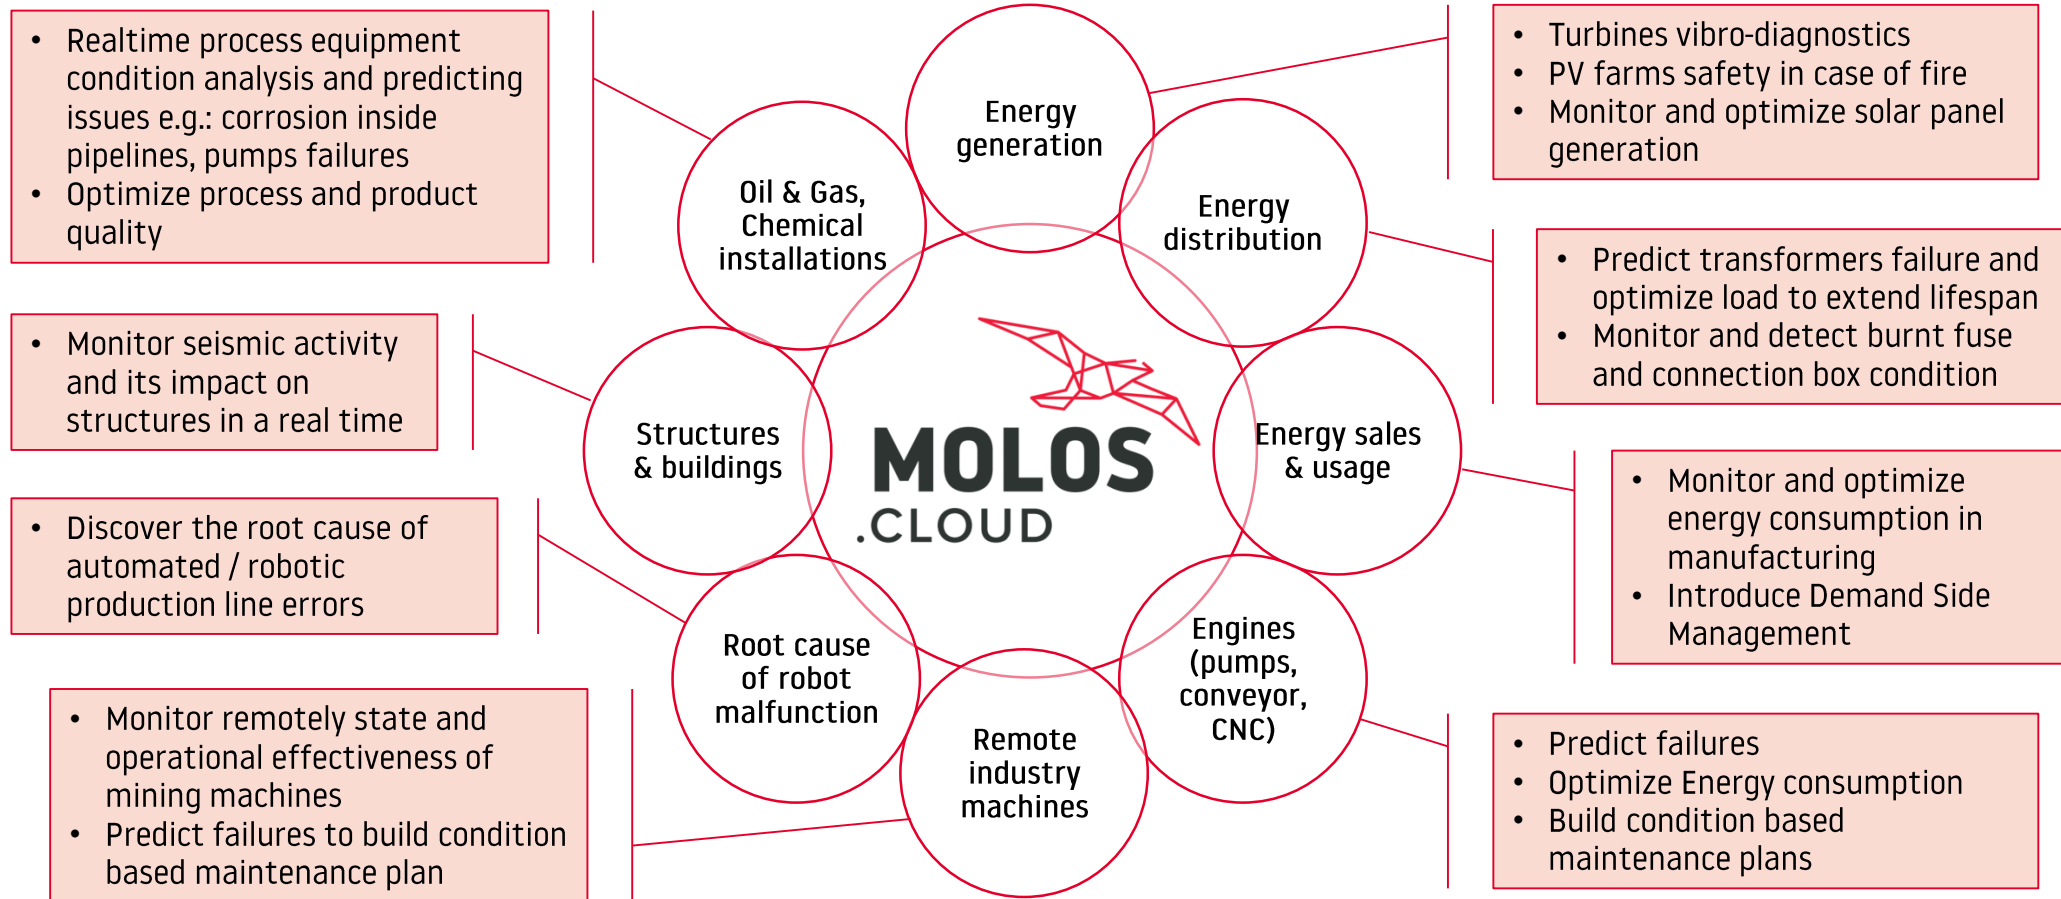 • Realtime process equipment
condition analysis and predicting
issues e.g.: corrosion inside
pipelines, pumps failures
• Optimize process and product
quality
• Monitor seismic activity
and its impact on
structures in a real time
• Discover the root cause of
automated / robotic
production line errors
• Monitor remotely state and
operational effectiveness of
mining machines
• Predict failures to build condition
based maintenance plan
Energy
generation
Oil & Gas,
Chemical
installations
Energy
distribution
Structures
& buildings
MOLOS
.CLOUD
Energy sales
& usage
Root cause
of robot
malfunction
Engines
(pumps,
conveyor,
CNC)
Remote
industry
machines
• Turbines vibro-diagnostics
• PV farms safety in case of fire
• Monitor and optimize solar panel
generation
• Predict transformers failure and
optimize load to extend lifespan
• Monitor and detect burnt fuse
and connection box condition
• Monitor and optimize
energy consumption in
manufacturing
• Introduce Demand Side
Management
• Predict failures
• Optimize Energy consumption
• Build condition based
maintenance plans